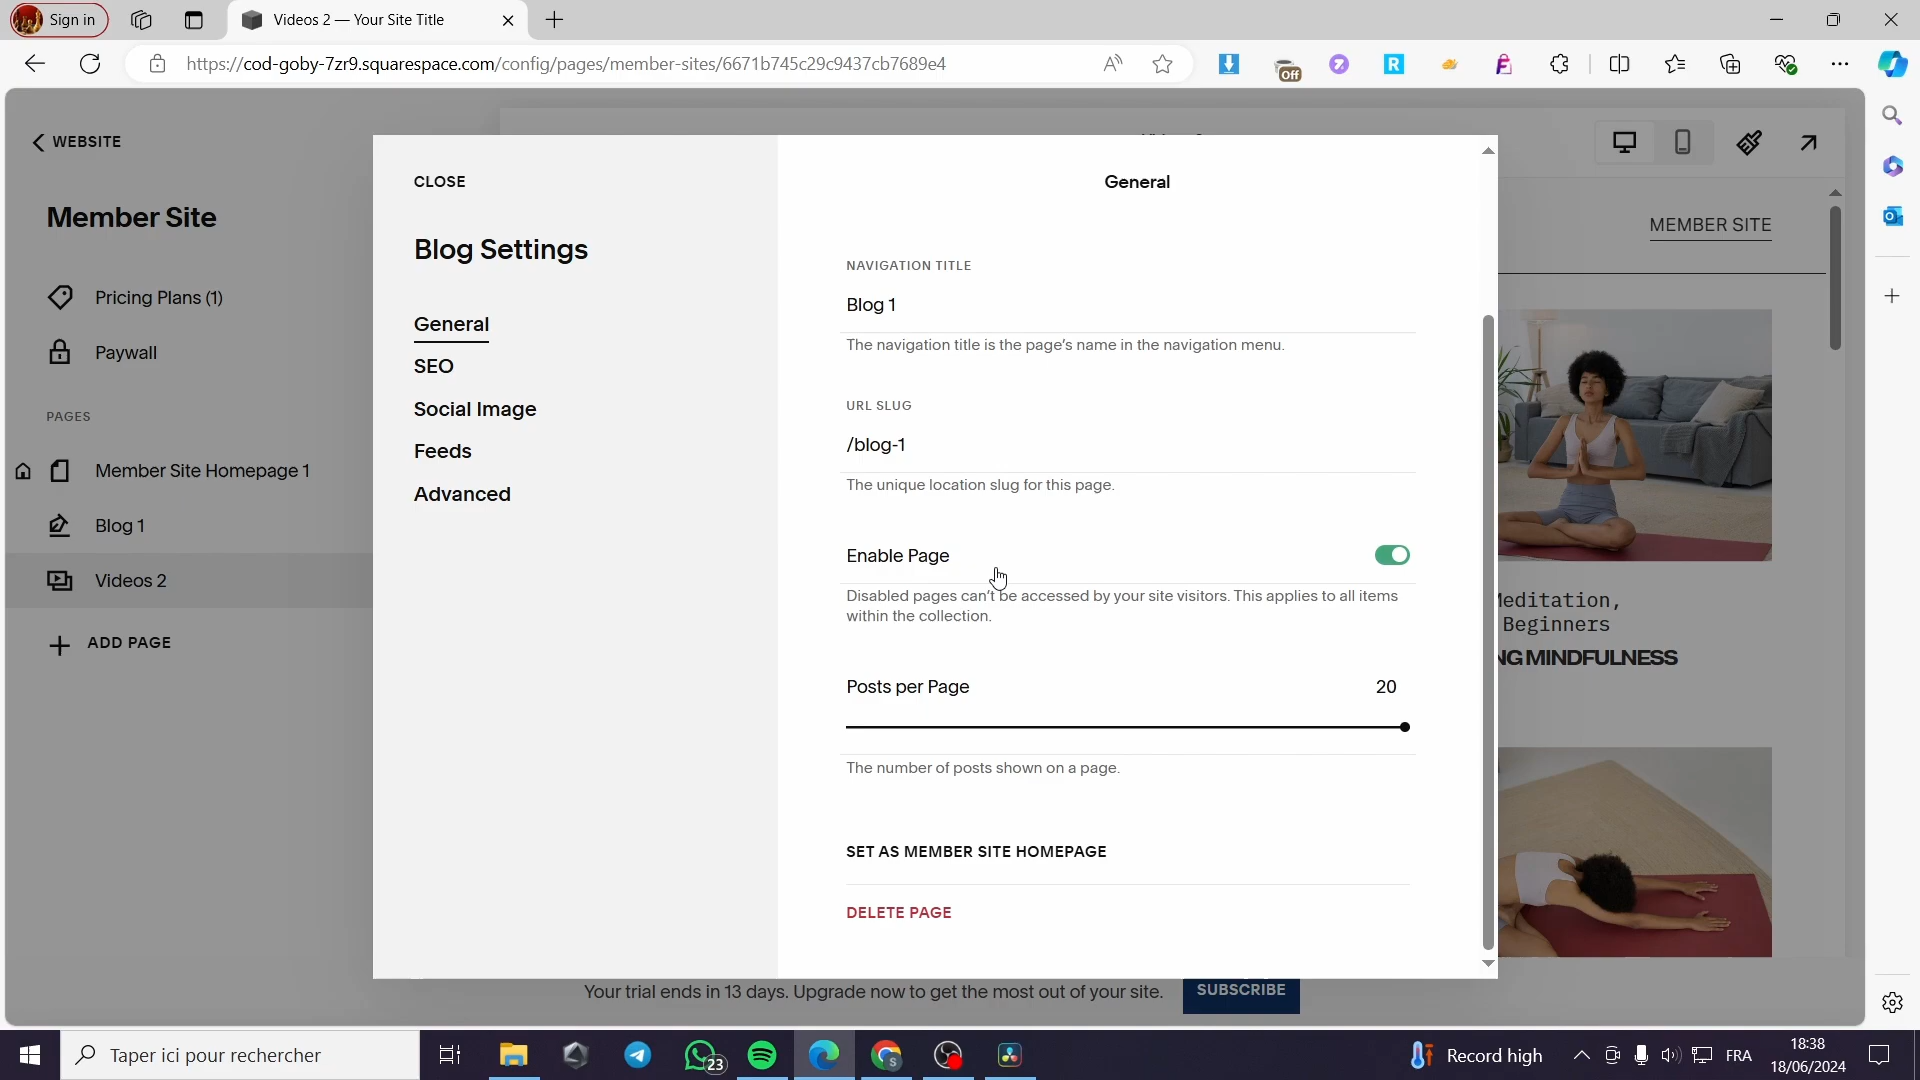 Sign in
Videos 2 — Your Site Title
https://cod-goby-7zr9.squarespace.com/config/pages/member-sites/6671b745c29c9437cb7689e4
Off
WEBSITE
Member Site
Pricing Plans (1)
Paywall
PAGES
Member Site Homepage 1
Blog 1
Videos 2
ADD PAGE
CLOSE
Blog Settings
General
SEO
Social Image
Feeds
Advanced
General
NAVIGATION TITLE
Blog 1
The navigation title is the page's name in the navigation menu.
URL SLUG
/blog-1
The unique location slug for this page.
Enable Page
Disabled pages can't be accessed by your site visitors. This applies to all items
within the collection.
Posts per Page 20
The number of posts shown on a page.
SET AS MEMBER SITE HOMEPAGE
DELETE PAGE
MEMBER SITE
Meditation,
Beginners
NG MINDFULNESS
Your trial ends in 13 days. Upgrade now to get the most out of your site.
SUBSCRIBE
Taper ici pour rechercher
23
Record high
FRA
18:38
18/06/2024